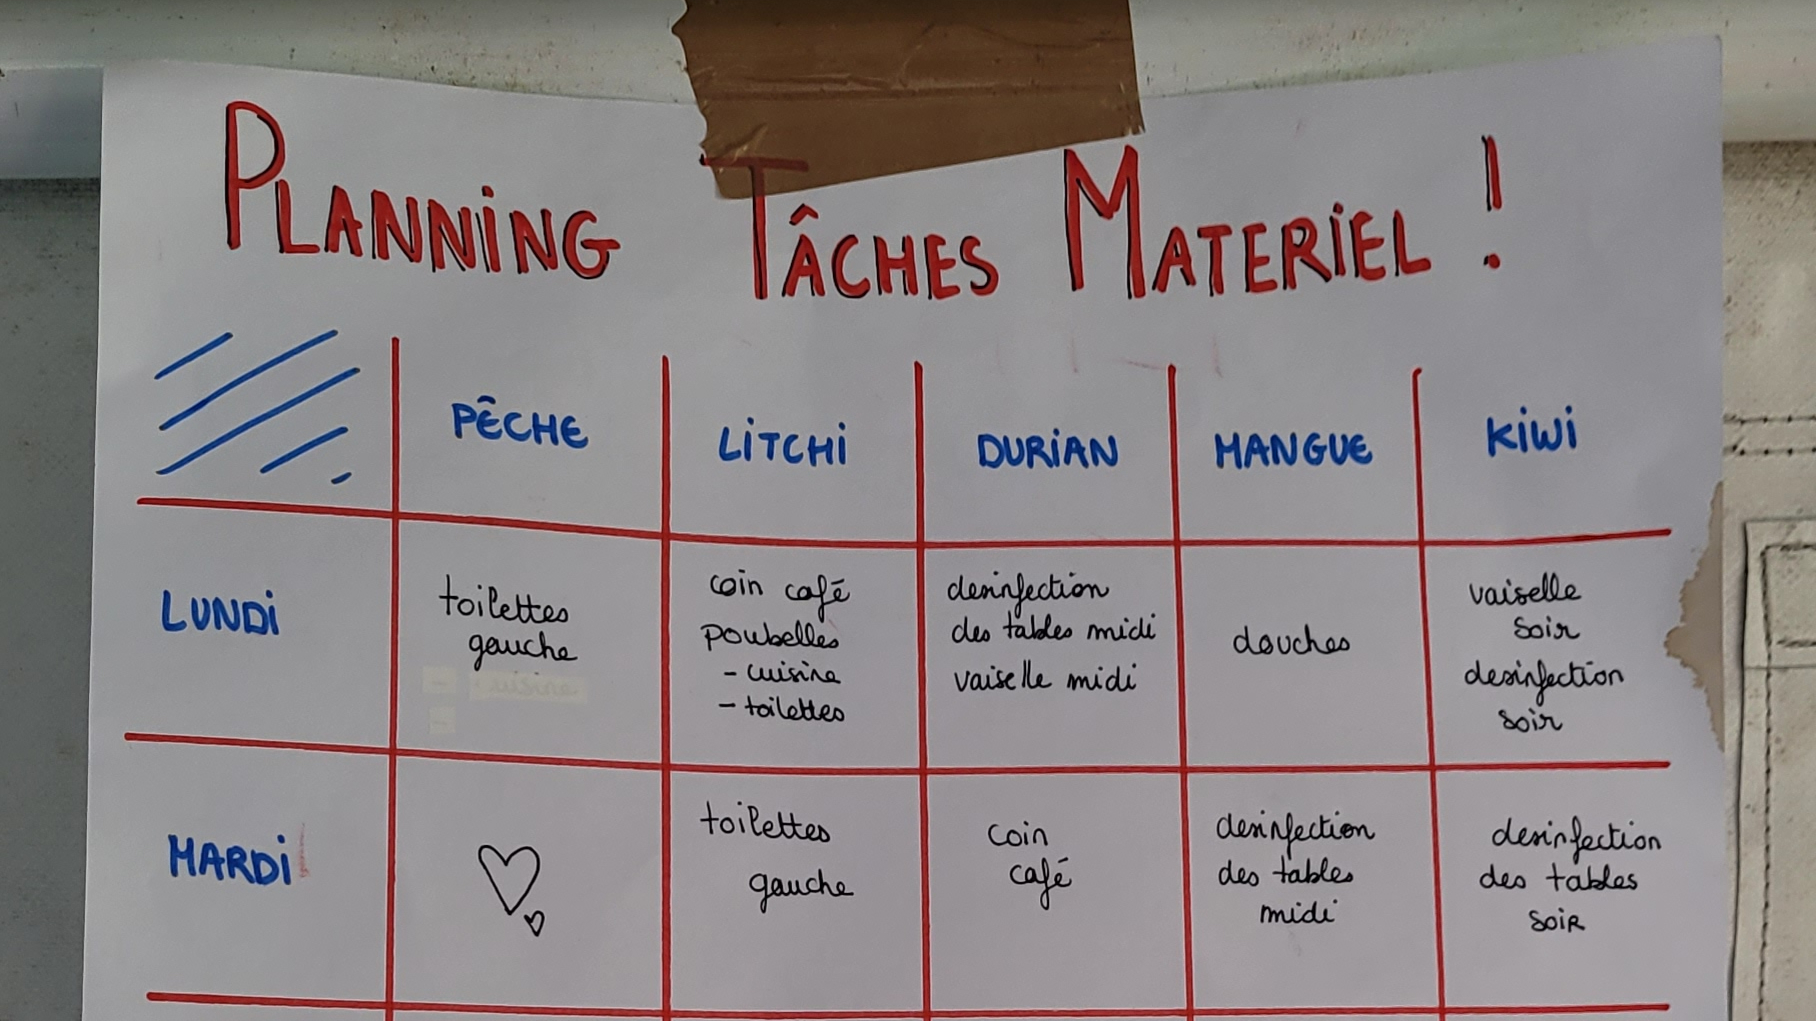 PLANNING TÂCHES MATERIEL !
PÊCHE
LITCHI
DURIAN
MANGUE
KIWI
LUNDI
toilettes
gauche
- cuisine
-
coin café
poubelles
- cuisine
- toilettes
desinfection
des tables midi
vaiselle midi
douches
vaiselle
soir
desinfection
soir
MARDI
toilettes
gauche
coin
café
desinfection
des tables
midi
desinfection
des tables
soir